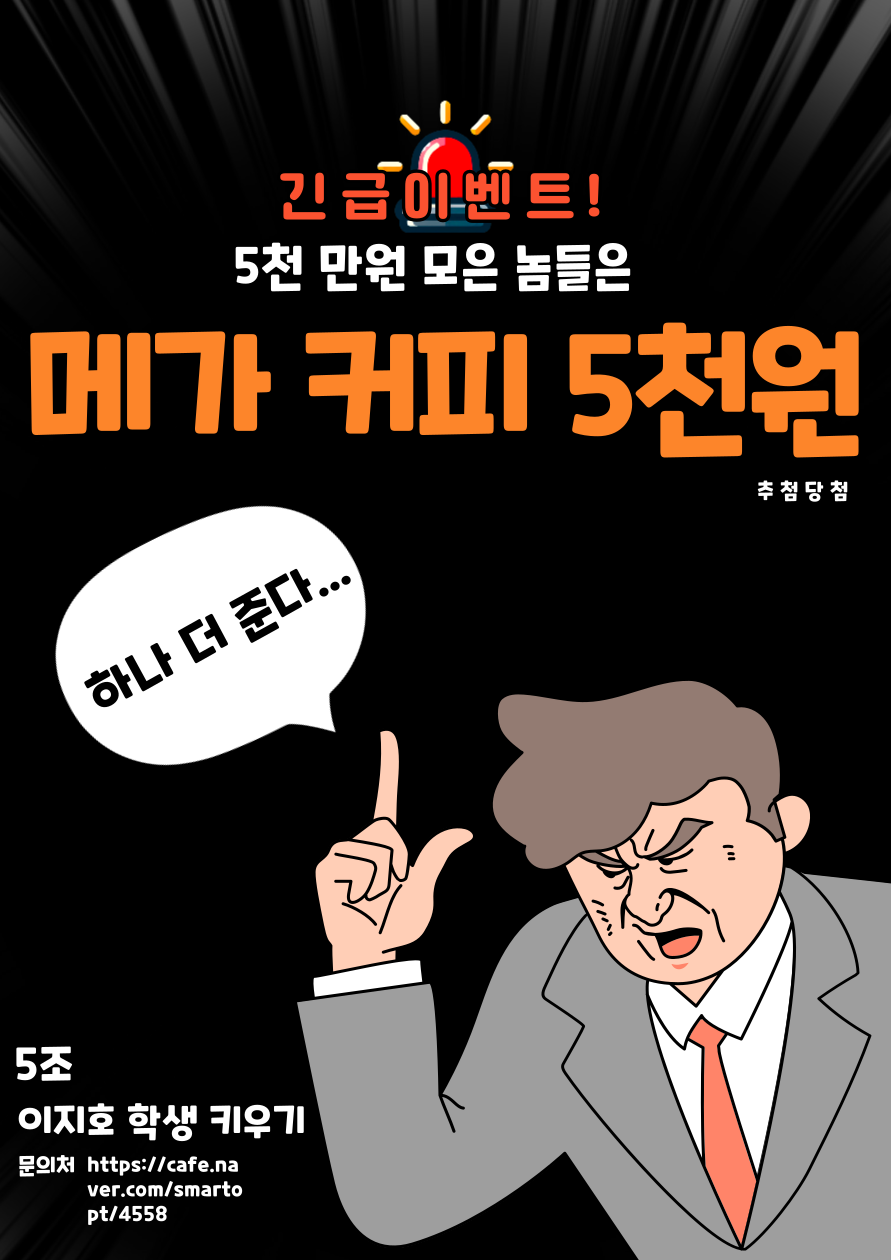 긴급이벤트!
5천 만원 모은 놈들은
메가 커피 5천원
추첨당첨
하나 더 준다...
5조
이지호 학생 키우기
문의처 https://cafe.na
ver.com/smarto
pt/4558